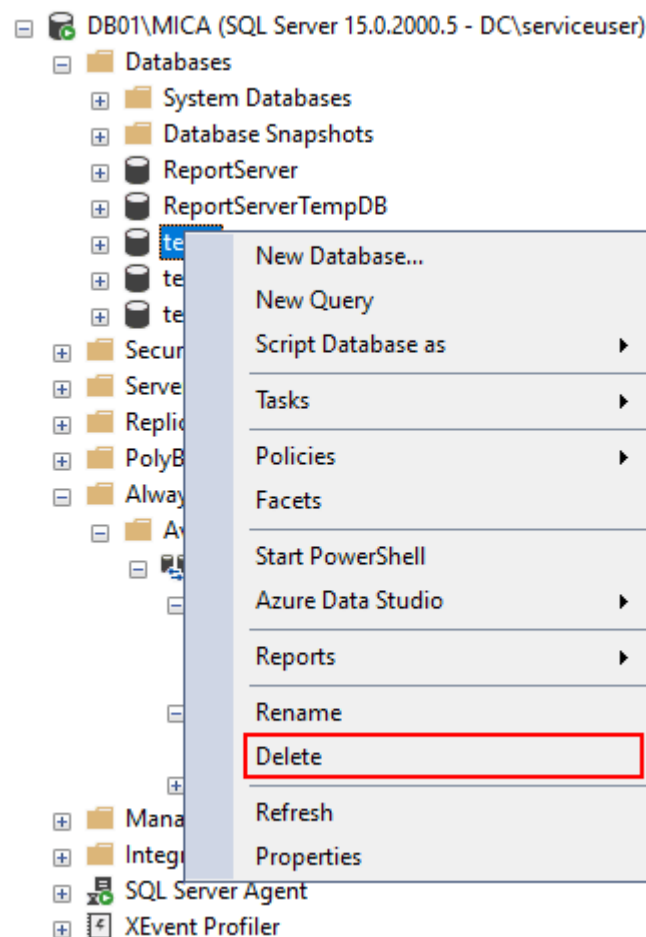 DB01\MICA (SQL Server 15.0.2000.5 - DC\serviceuser)
Databases
System Databases
Database Snapshots
ReportServer
ReportServerTempDB
New Database...
New Query
Script Database as
Tasks
Policies
Facets
Start PowerShell
Azure Data Studio
Reports
Rename
Delete
Refresh
Properties
SQL Server Agent
XEvent Profiler